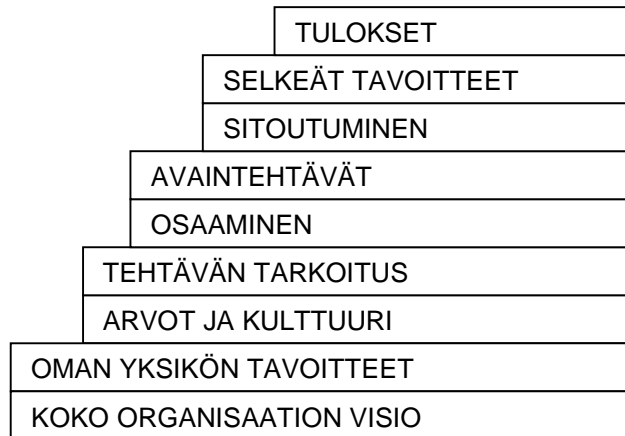 TULOKSET
SELKEÄT TAVOITTEET
SITOUTUMINEN
AVAINTEHTÄVÄT
OSAAMINEN
TEHTÄVÄN TARKOITUS
ARVOT JA KULTTUURI
OMAN YKSIKÖN TAVOITTEET
KOKO ORGANISAATION VISIO